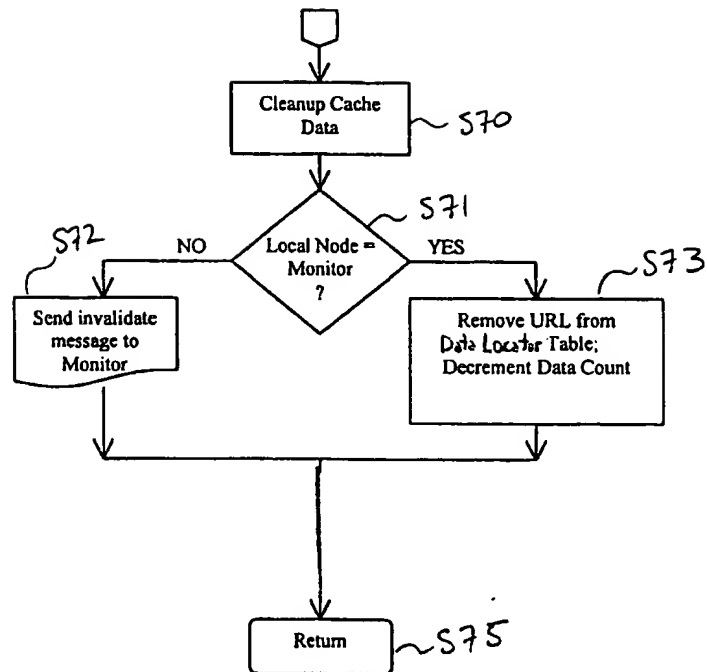 Cleanup Cache
Data
S70
S71
Local Node =
Monitor
?
NO
YES
S72
S73
Send invalidate
message to
Monitor
Remove URL from
Data Locator Table;
Decrement Data Count
Return
S75